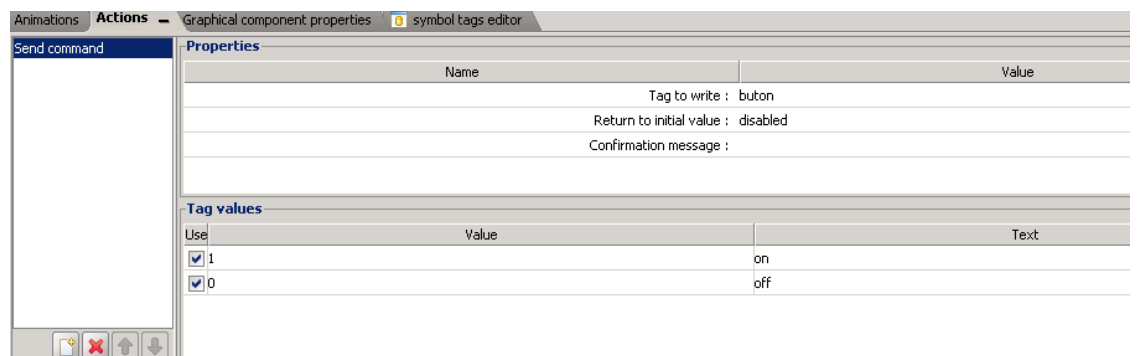 Animations Actions Graphical component properties symbol tags editor
Send command
Properties
Name Value
Tag to write : buton
Return to initial value : disabled
Confirmation message :
Tag values
Use Value Text
1 on
0 off